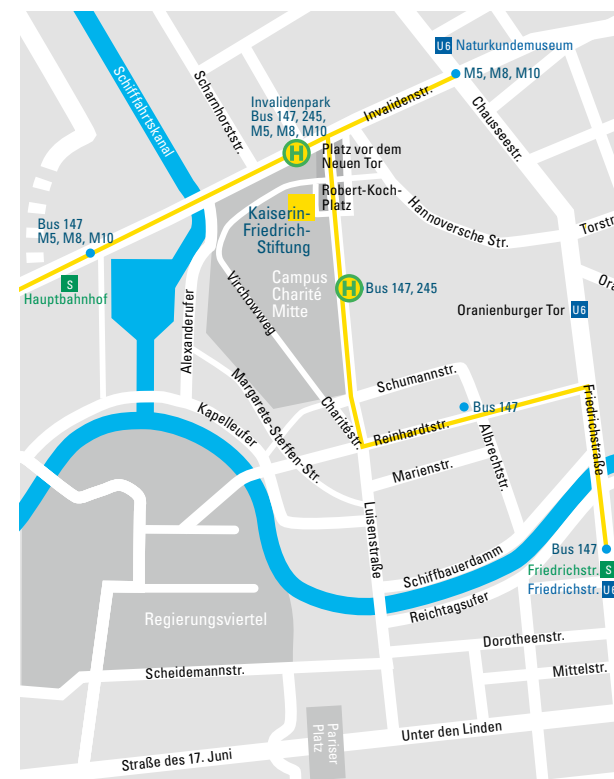 U6 Naturkundemuseum
M5, M8, M10
Schifffahrtskanal
Scharnhorststr.
Invalidenpark
Bus 147, 245,
M5, M8, M10
Invalidenstr.
Chausseestr.
H
Platz vor dem
Neuen Tor
Robert-Koch-
Platz
Kaiserin-
Friedrich-
Stiftung
Hannoversche Str.
Torstr
Bus 147
M5, M8, M10
S
Hauptbahnhof
Campus
Charité
Mitte
H Bus 147, 245
Ora
Oranienburger Tor U6
Virchowweg
Alexanderufer
Schumannstr.
Margarete-Steffen-Str.
Charitéstr.
Kapelleufer
Bus 147
Reinhardtstr.
Friedrichstraße
Albrechtstr.
Marienstr.
Luisenstraße
Bus 147
Schiffbauerdamm
Friedrichstr. S
Friedrichstr. U6
Reichtagsufer
Regierungsviertel
Dorotheenstr.
Scheidemannstr.
Mittelstr.
Pariser
Platz
Unter den Linden
Straße des 17. Juni